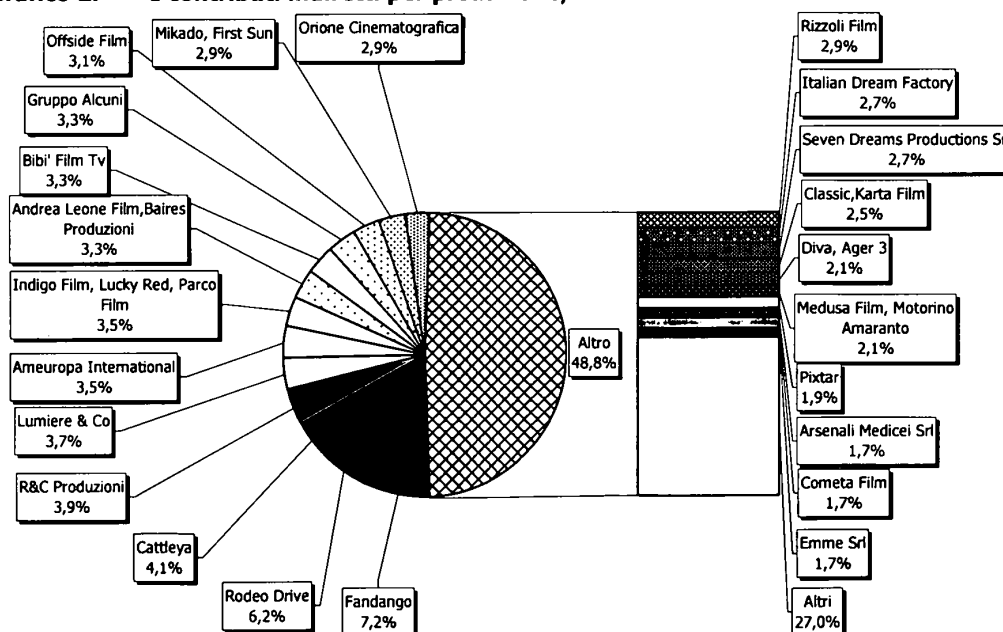 Offside Film
3,1%
Mikado, First Sun
2,9%
Orione Cinematografica
2,9%
Gruppo Alcuni
3,3%
Bibi' Film Tv
3,3%
Andrea Leone Film,Baires
Produzioni
3,3%
Indigo Film, Lucky Red, Parco
Film
3,5%
Ameuropa International
3,5%
Lumiere & Co
3,7%
R&C Produzioni
3,9%
Cattleya
4,1%
Rodeo Drive
6,2%
Fandango
7,2%
Altro
48,8%
Rizzoli Film
2,9%
Italian Dream Factory
2,7%
Seven Dreams Productions
2,7%
Classic,Karta Film
2,5%
Diva, Ager 3
2,1%
Medusa Film, Motorino
Amaranto
2,1%
Pixtar
1,9%
Arsenali Medicei Srl
1,7%
Cometa Film
1,7%
Emme Srl
1,7%
Altri
27,0%